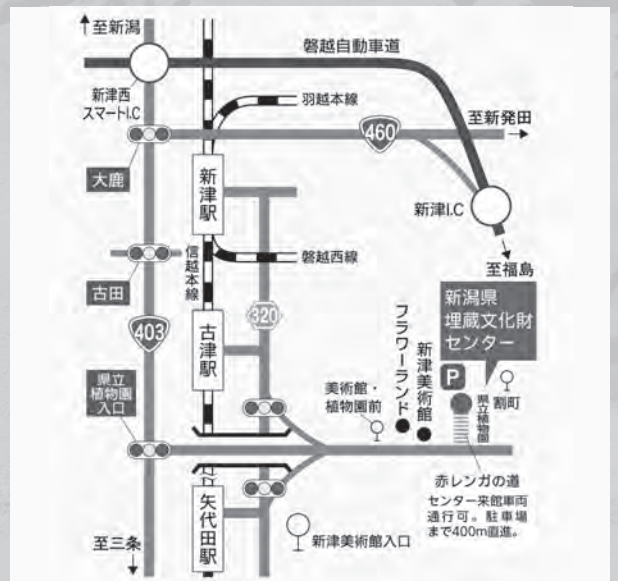 至新潟
磐越自動車道
新津西
スマートI.C
羽越本線
至新発田
460
大鹿
新津駅
新津I.C
信越本線
磐越西線
至福島
古田
320
403
古津駅
フラワーランド
新津美術館
新潟県
埋蔵文化財
センター
P
県立
植物園
入口
美術館・
植物園前
県立植物園
割町
赤レンガの道
センター来館車両
通行可。駐車場
まで400m直進。
矢代田駅
新津美術館入口
至三条